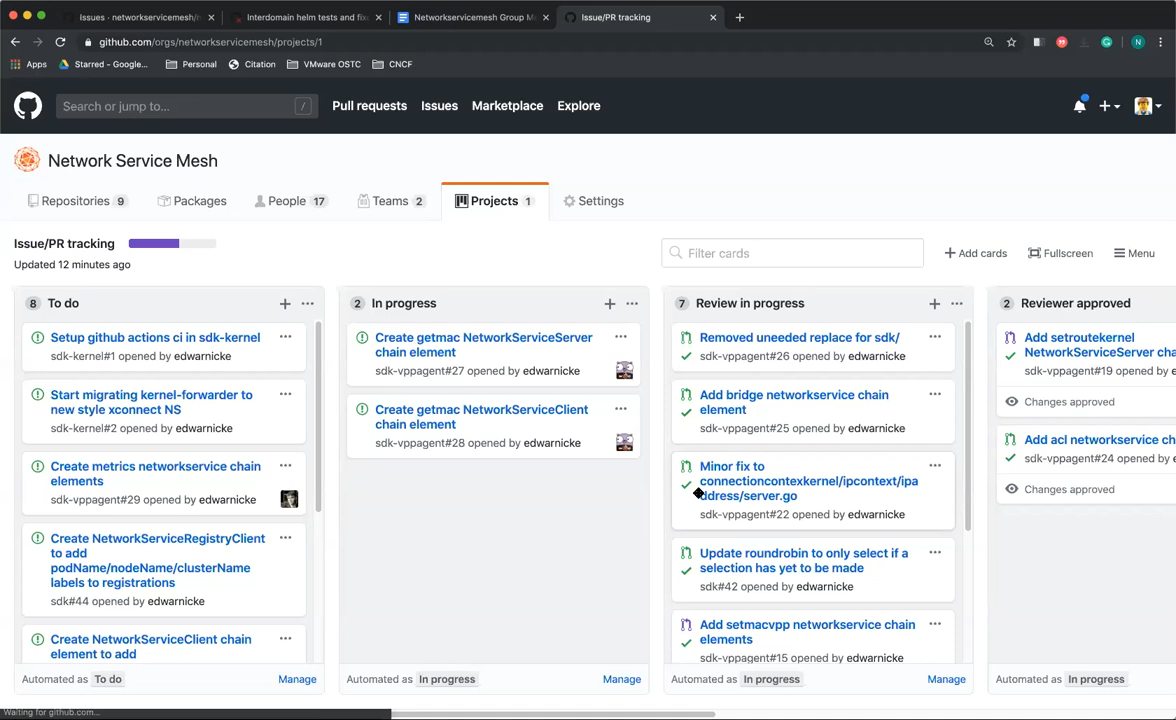 Issues · networkservicemesh/n
Interdomain helm tests and fixe
Networkservicemesh Group Me
Issue/PR tracking
github.com/orgs/networkservicemesh/projects/1
Apps
Starred - Google...
Personal
Citation
VMware OSTC
CNCF
N
Search or jump to...
/
Pull requests
Issues
Marketplace
Explore
Network Service Mesh
Repositories 9
Packages
People 17
Teams 2
Projects 1
Settings
Issue/PR tracking
Updated 12 minutes ago
Filter cards
+ Add cards
Fullscreen
Menu
8 To do
Setup github actions ci in sdk-kernel
sdk-kernel#1 opened by edwarnicke
Start migrating kernel-forwarder to
new style xconnect NS
sdk-kernel#2 opened by edwarnicke
Create metrics networkservice chain
elements
sdk-vppagent#29 opened by edwarnicke
Create NetworkServiceRegistryClient
to add
podName/nodeName/clusterName
labels to registrations
sdk#44 opened by edwarnicke
Create NetworkServiceClient chain
element to add
Automated as To do
Manage
2 In progress
Create getmac NetworkServiceServer
chain element
sdk-vppagent#27 opened by edwarnicke
Create getmac NetworkServiceClient
chain element
sdk-vppagent#28 opened by edwarnicke
Automated as In progress
Manage
7 Review in progress
Removed uneeded replace for sdk/
sdk-vppagent#26 opened by edwarnicke
Add bridge networkservice chain
element
sdk-vppagent#25 opened by edwarnicke
Minor fix to
connectioncontexkernel/ipcontext/ipa
ddress/server.go
sdk-vppagent#22 opened by edwarnicke
Update roundrobin to only select if a
selection has yet to be made
sdk#42 opened by edwarnicke
Add setmacvpp networkservice chain
elements
sdk-vppagent#15 opened by edwarnicke
Automated as In progress
Manage
2 Reviewer approved
Add setroutekernel
NetworkServiceServer cha
sdk-vppagent#19 opened by e
Changes approved
Add acl networkservice ch
sdk-vppagent#24 opened by e
Changes approved
Automated as In progress
Waiting for github.com...